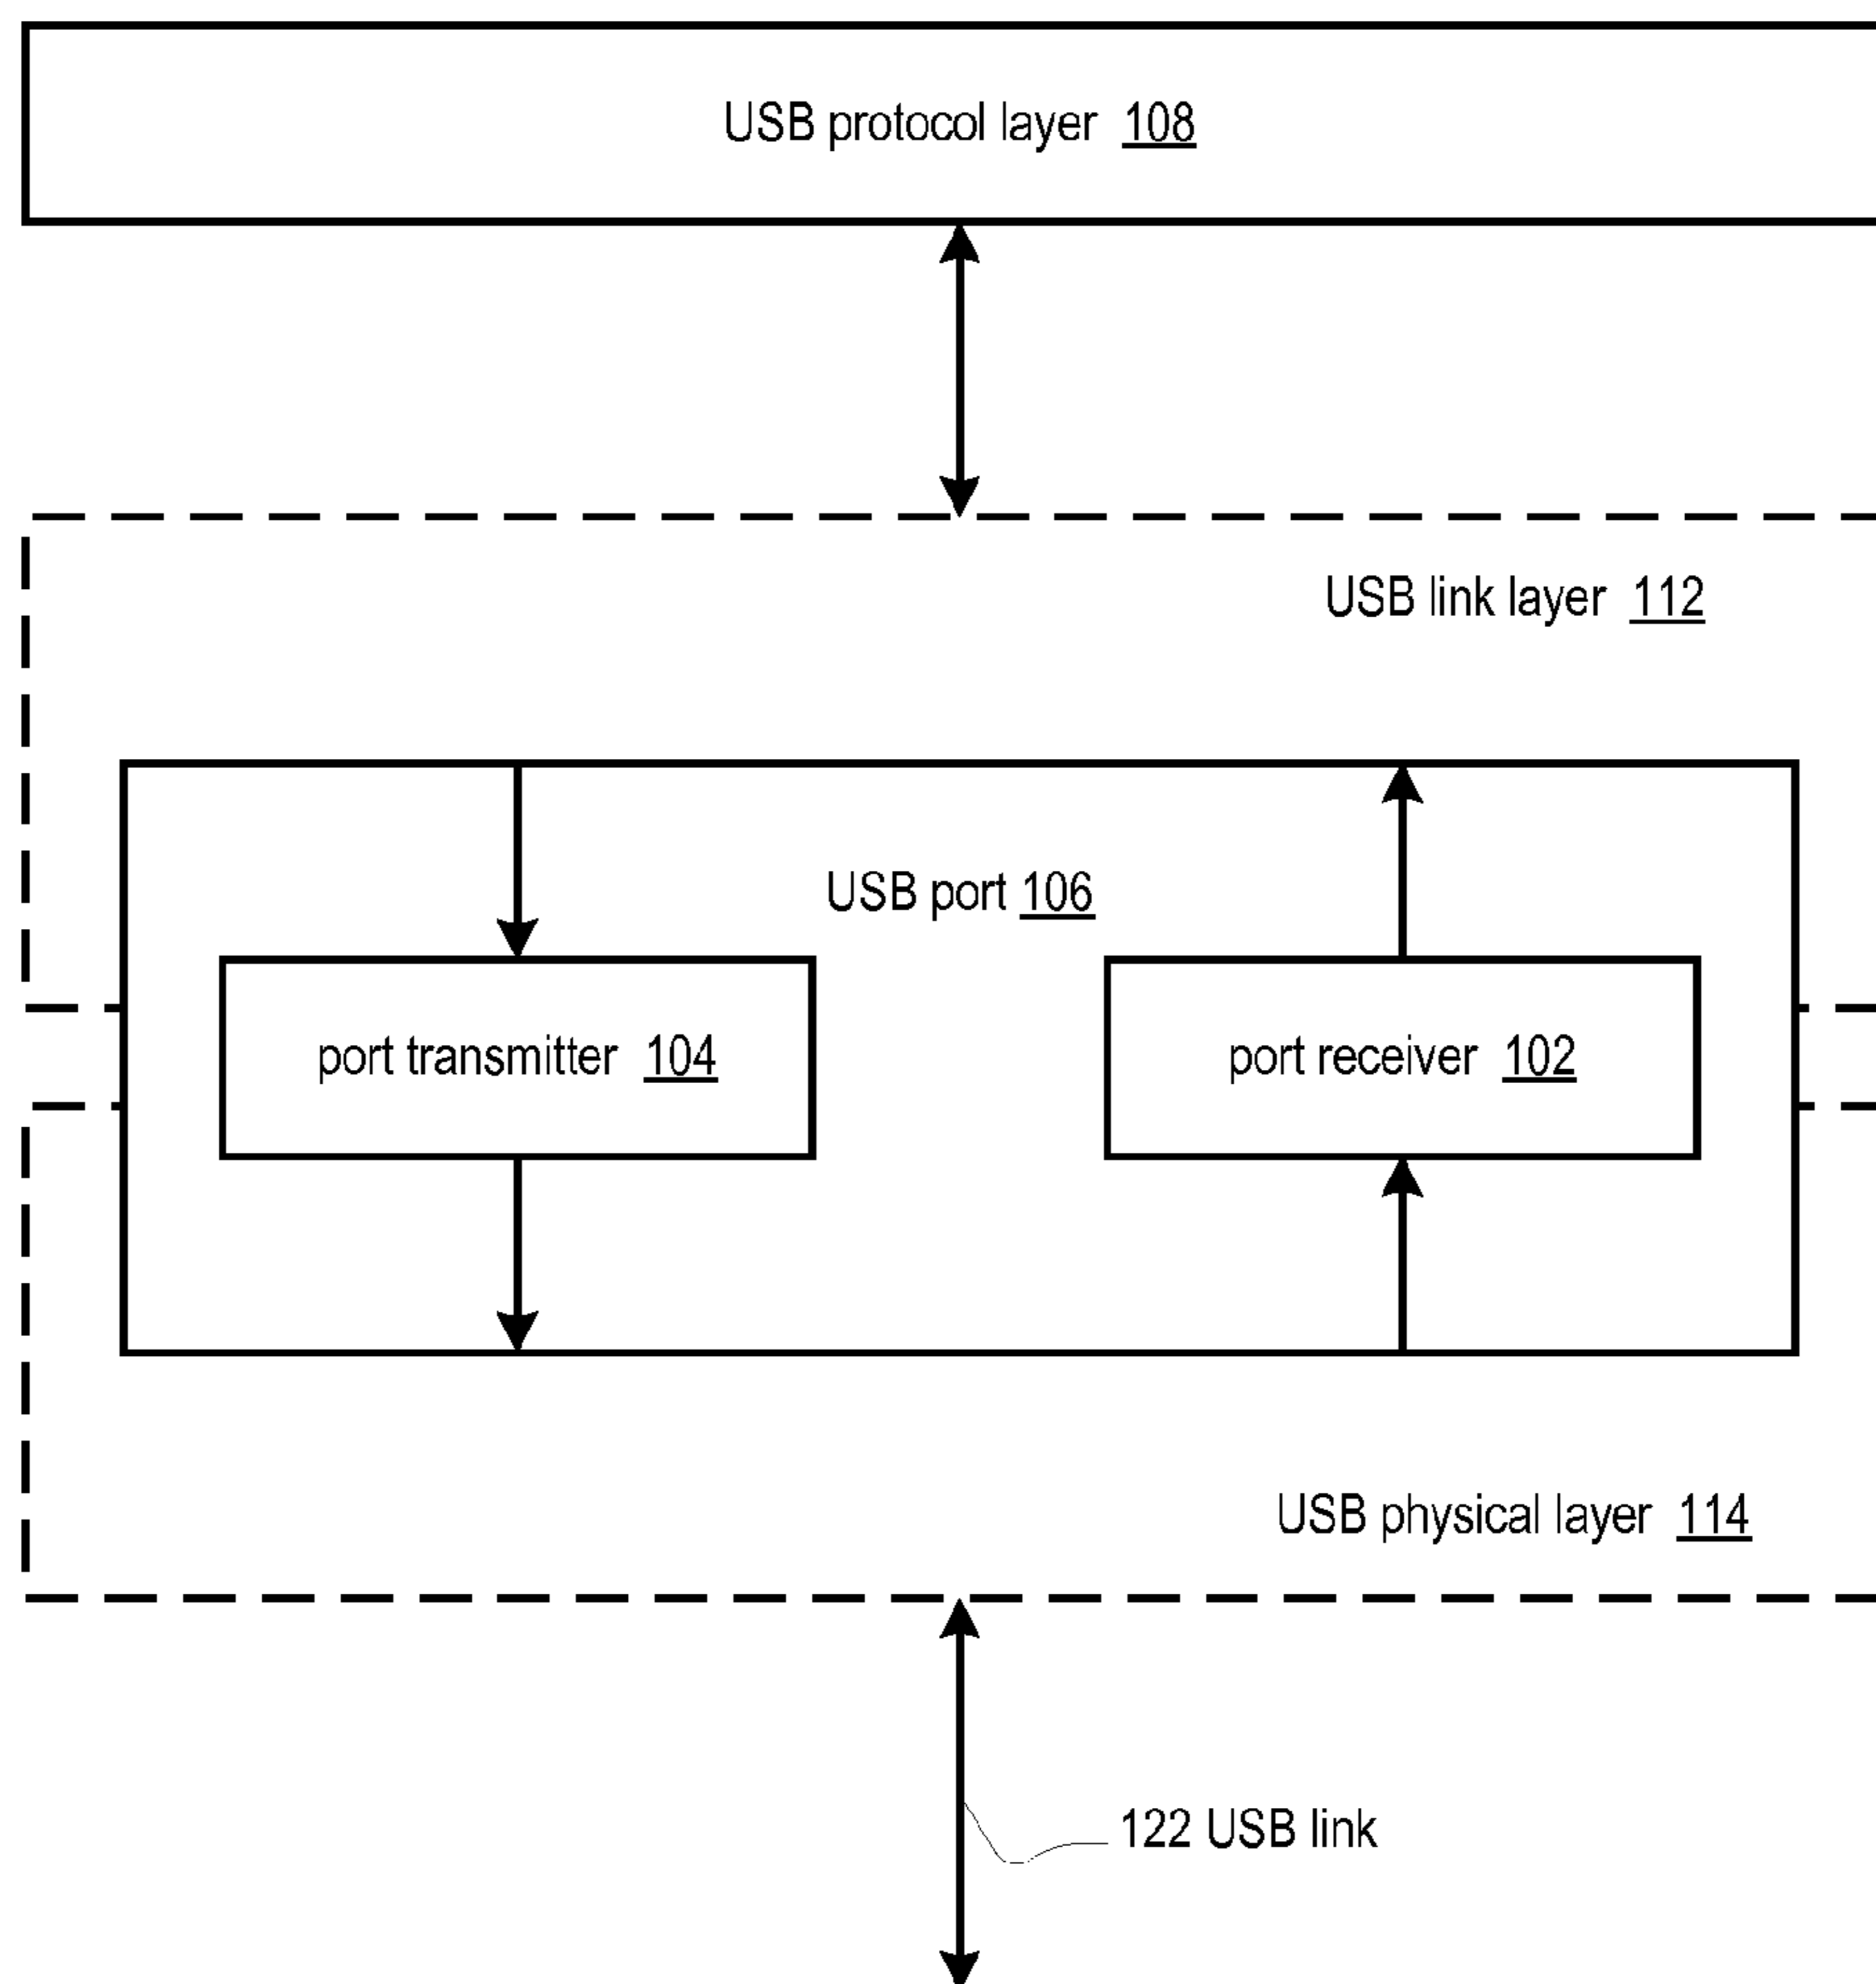 USB protocol layer 108
USB link layer 112
USB port 106
port transmitter 104
port receiver 102
USB physical layer 114
122 USB link